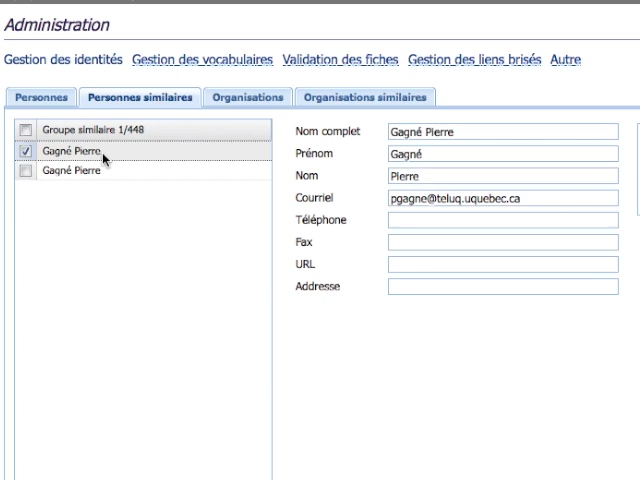 Administration
Gestion des identités Gestion des vocabulaires Validation des fiches Gestion des liens brisés Autre
Personnes Personnes similaires Organisations Organisations similaires
Groupe similaire 1/448
Gagné Pierre
Gagné Pierre
Nom complet Gagné Pierre
Prénom Gagné
Nom Pierre
Courriel pgagne@teluq.uquebec.ca
Téléphone
Fax
URL
Addresse